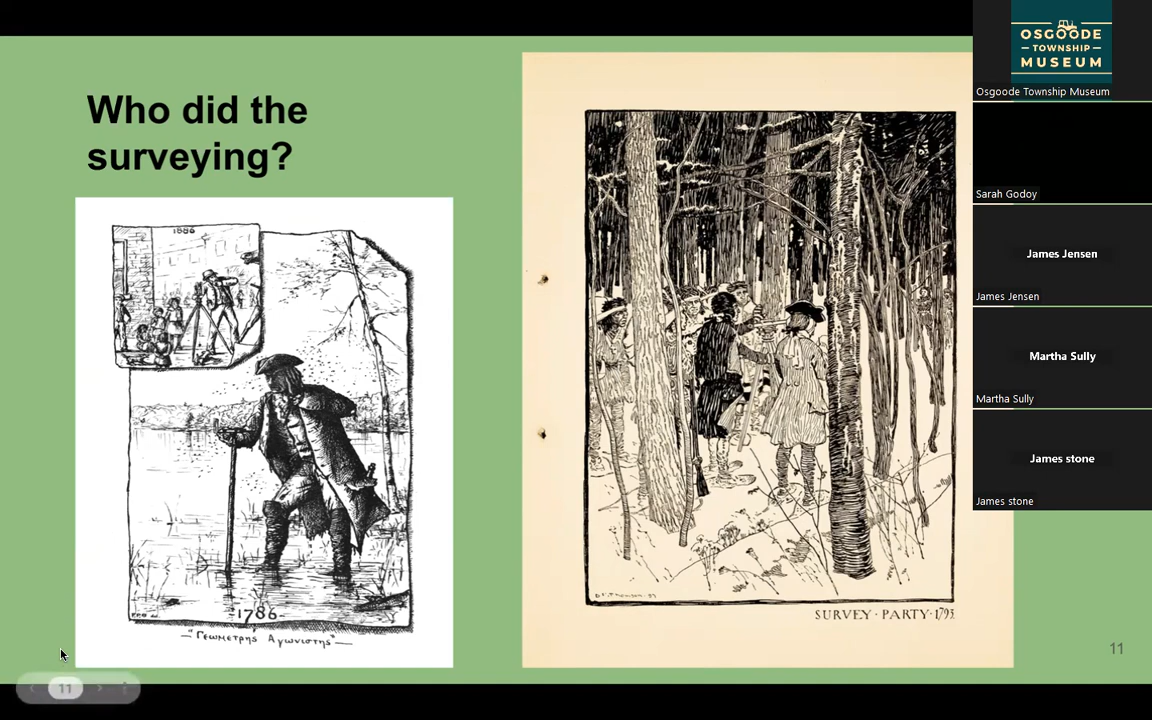 Who did the
surveying?
1886
1786
"Γεωμετρης Αγωνιστης"
SURVEY · PARTY · 1793
11
11
OSGOODE
TOWNSHIP
MUSEUM
Osgoode Township Museum
Sarah Godoy
James Jensen
James Jensen
Martha Sully
Martha Sully
James stone
James stone